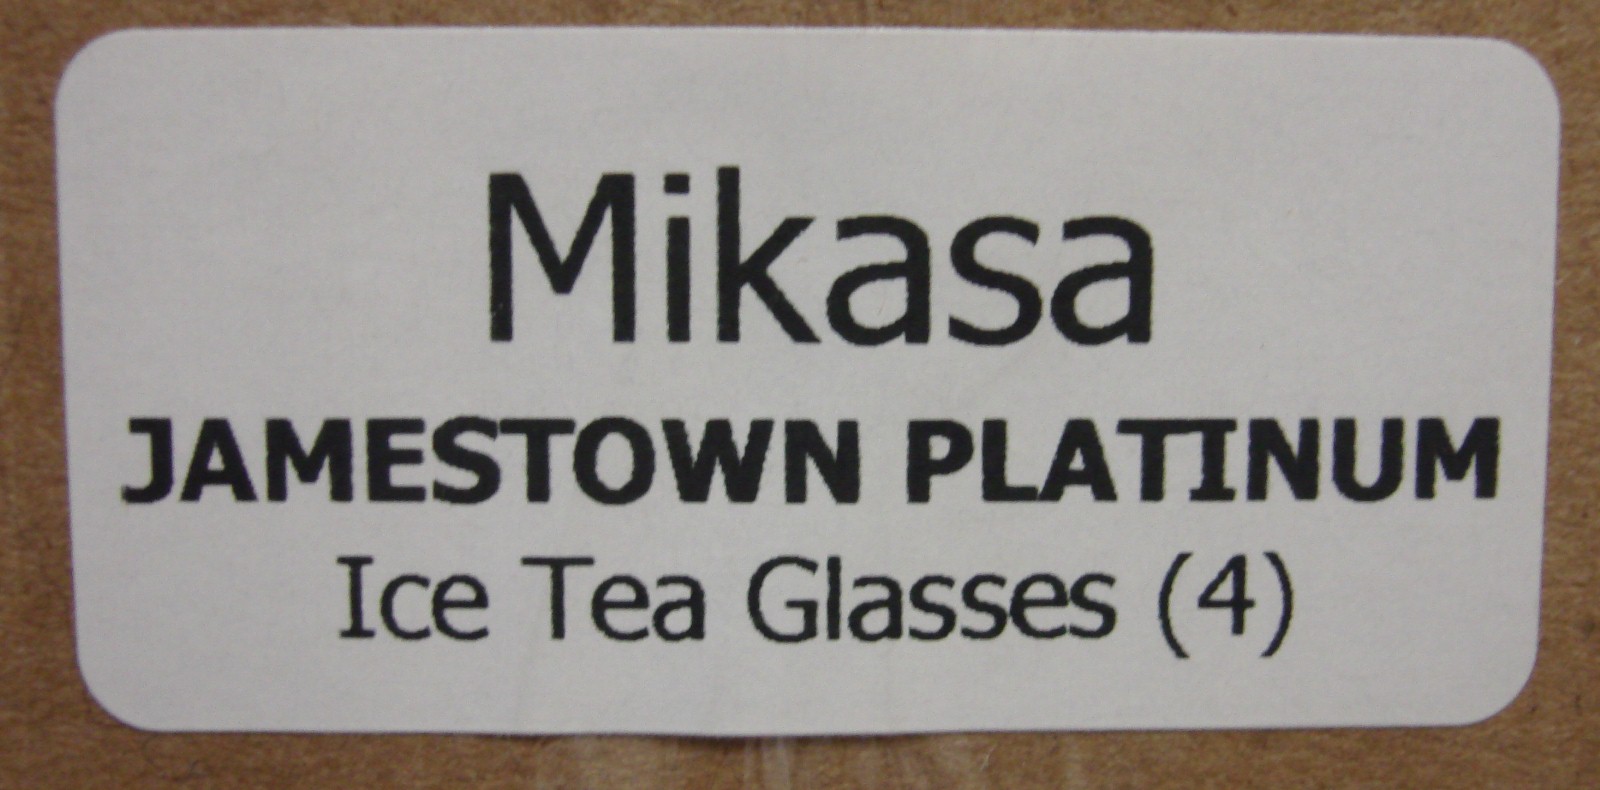 Mikasa
JAMESTOWN PLATINUM
Ice Tea Glasses (4)